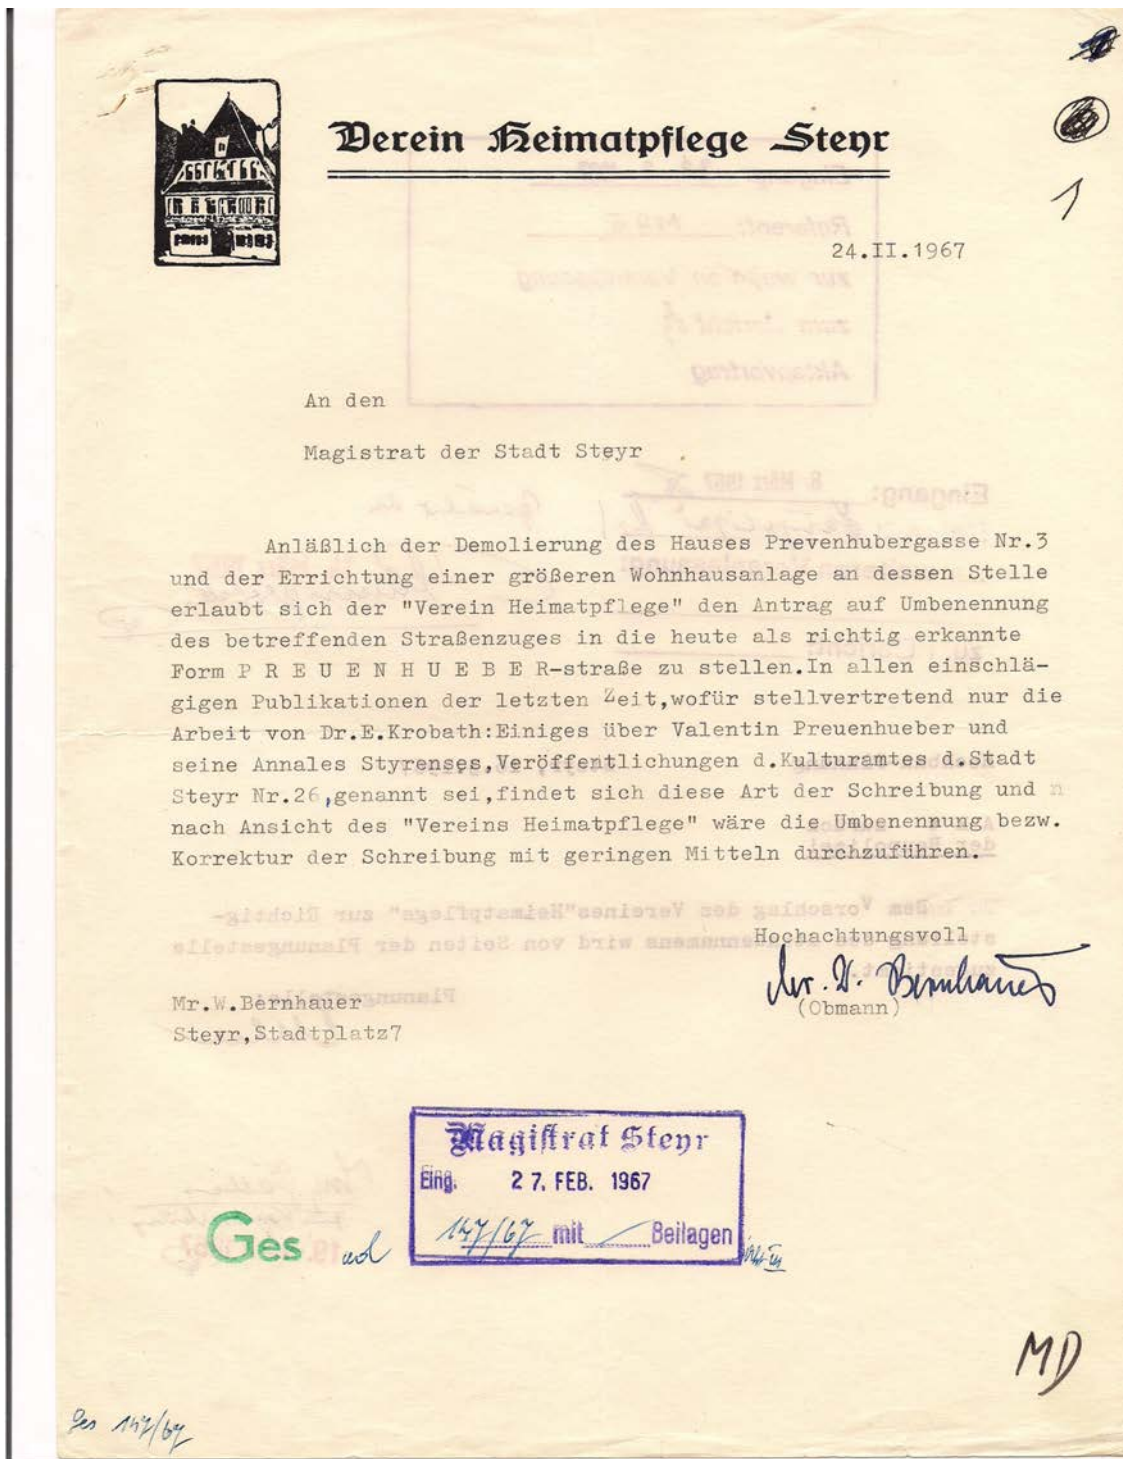 Verein Heimatpflege Steyr
1
24.II.1967
An den
Magistrat der Stadt Steyr
Anläßlich der Demolierung des Hauses Prevenhubergasse Nr.3
und der Errichtung einer größeren Wohnhausanlage an dessen Stelle
erlaubt sich der "Verein Heimatpflege" den Antrag auf Umbenennung
des betreffenden Straßenzuges in die heute als richtig erkannte
Form P R E U E N H U E B E R-straße zu stellen.In allen einschlä-
gigen Publikationen der letzten Zeit,wofür stellvertretend nur die
Arbeit von Dr.E.Krobath:Einiges über Valentin Preuenhueber und
seine Annales Styrenses,Veröffentlichungen d.Kulturamtes d.Stadt
Steyr Nr.26,genannt sei,findet sich diese Art der Schreibung und n
nach Ansicht des "Vereins Heimatpflege" wäre die Umbenennung bezw.
Korrektur der Schreibung mit geringen Mitteln durchzuführen.
Hochachtungsvoll
Mr. W. Bernhauer
(Obmann)
Mr.W.Bernhauer
Steyr,Stadtplatz7
Magistrat Steyr
Eing. 27. FEB. 1967
147/67 mit Beilagen
Ges
MD
Ges 147/67